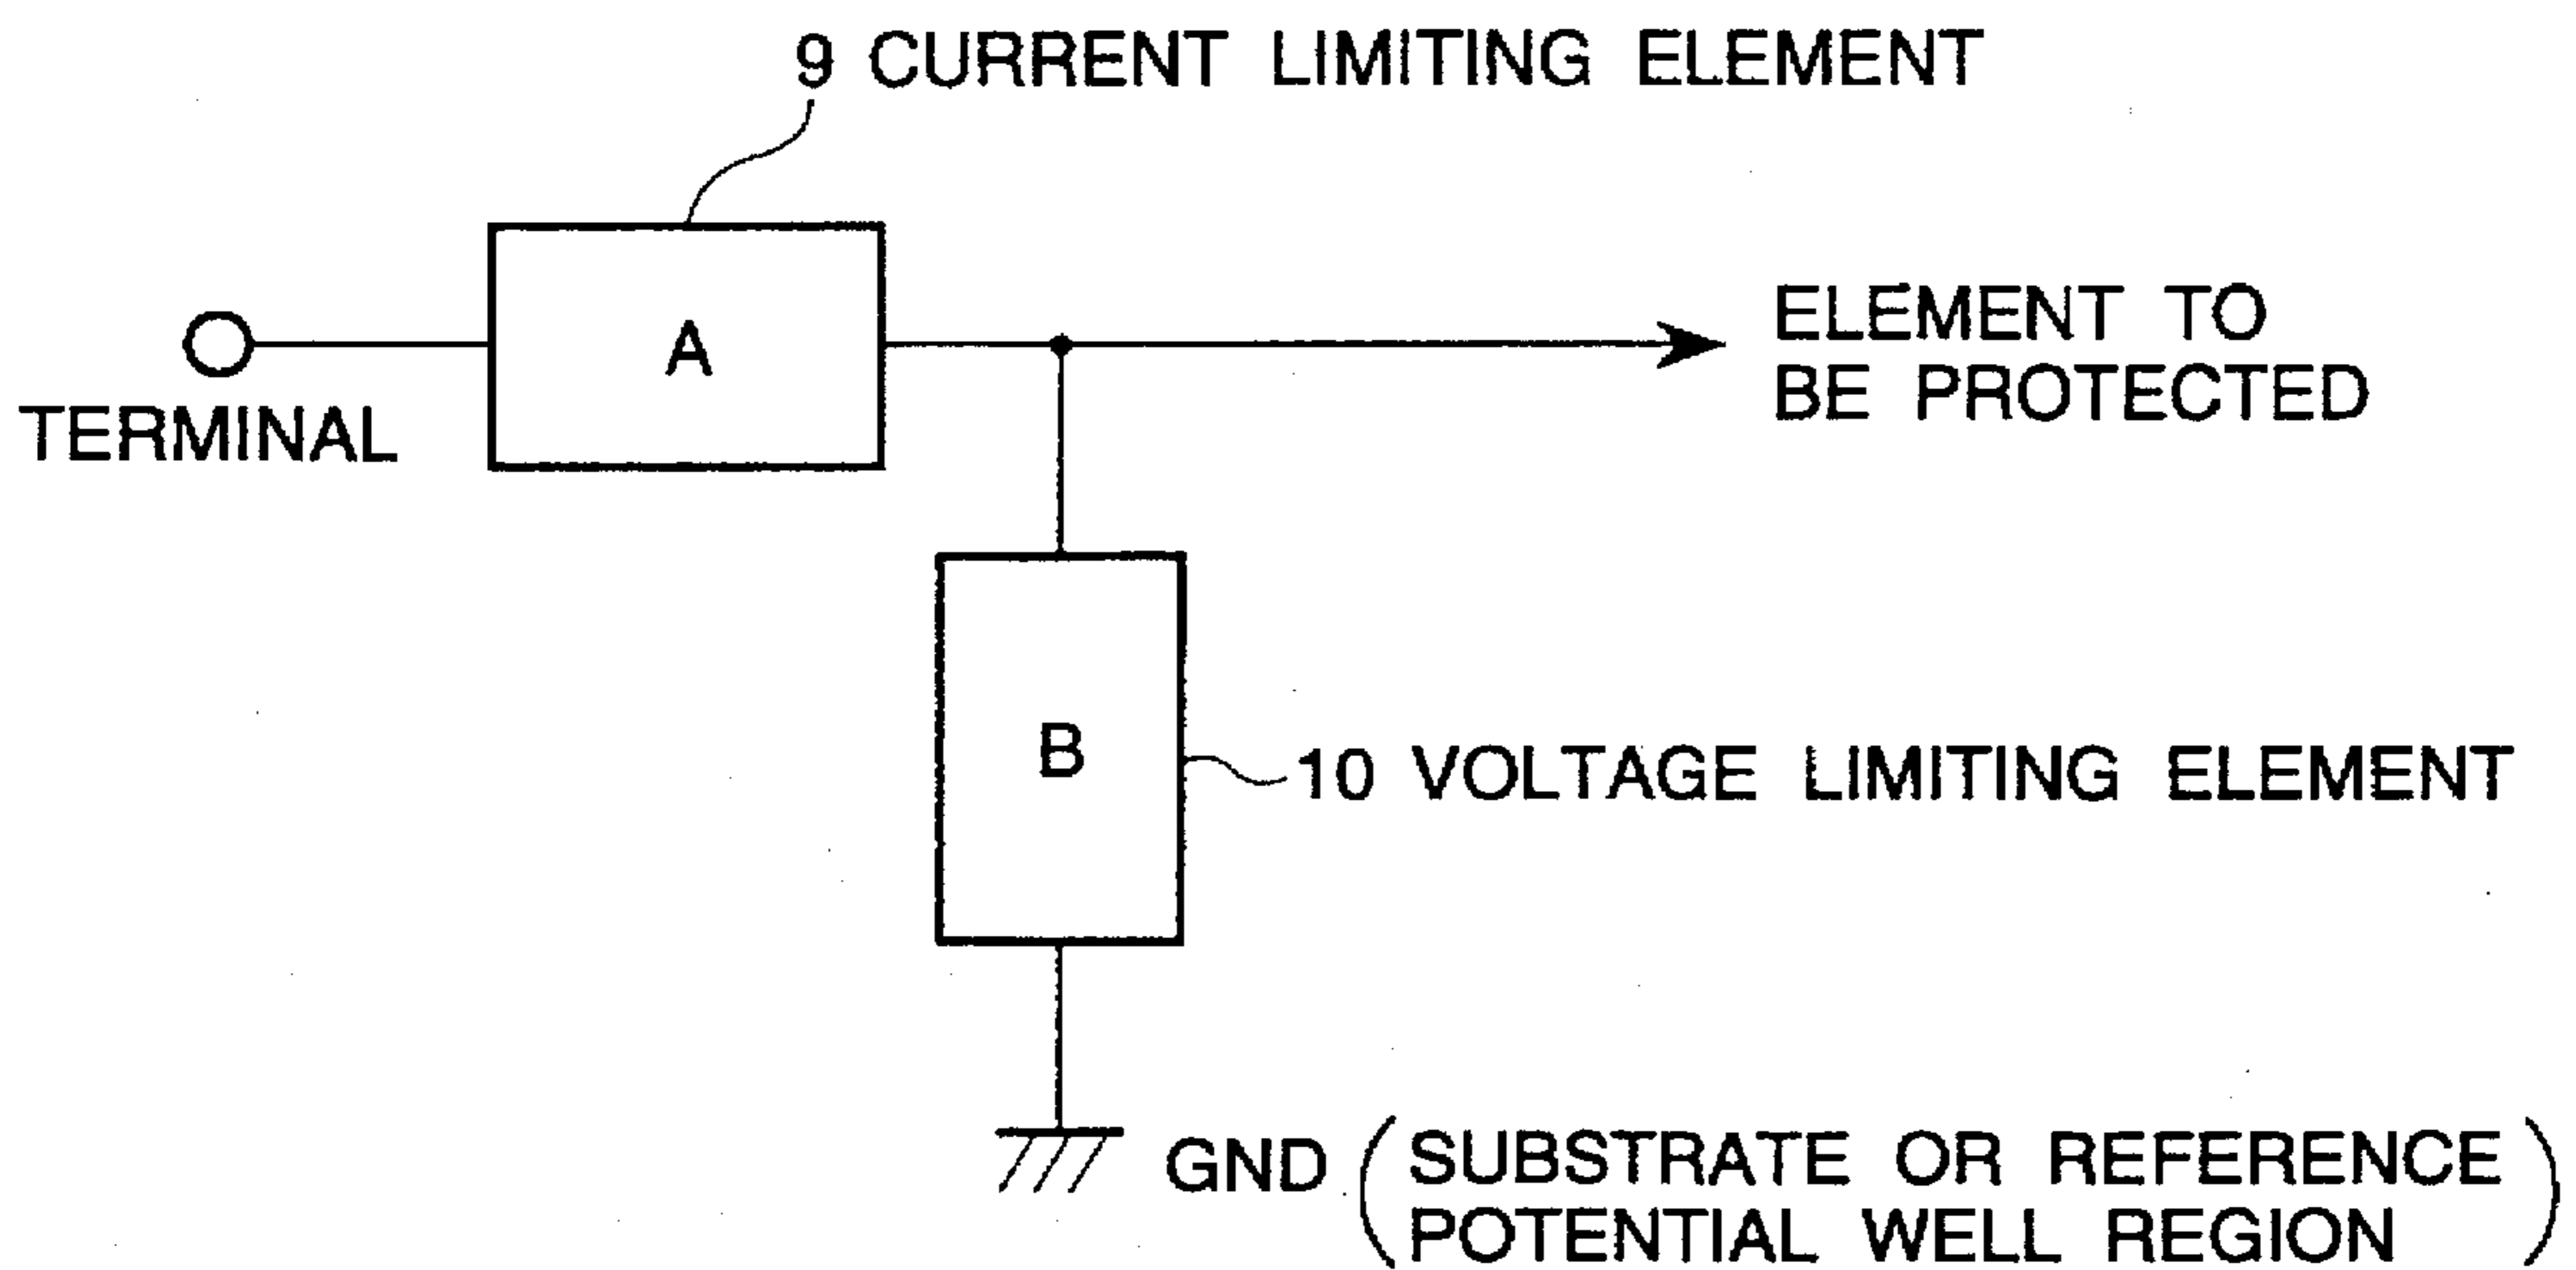 9 CURRENT LIMITING ELEMENT
A
TERMINAL
ELEMENT TO
BE PROTECTED
B
10 VOLTAGE LIMITING ELEMENT
GND (SUBSTRATE OR REFERENCE
POTENTIAL WELL REGION)